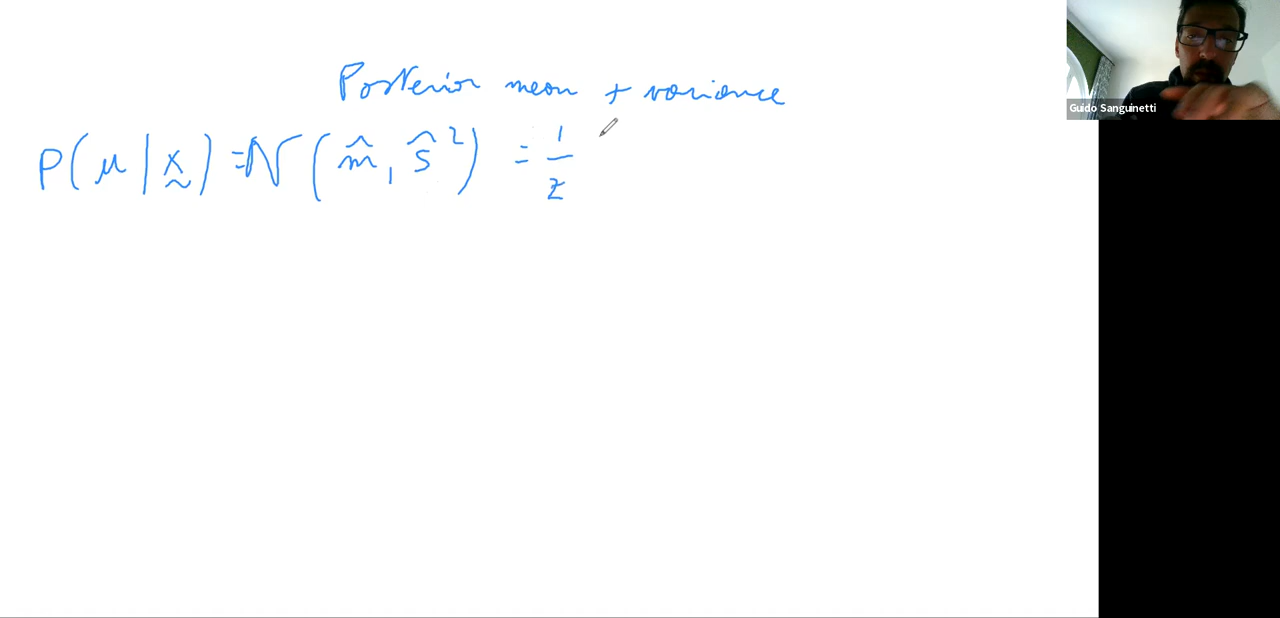 Posterior mean + variance
P(μ | x̰) = N(m̂, ŝ²) = 1/z
Guido Sanguinetti